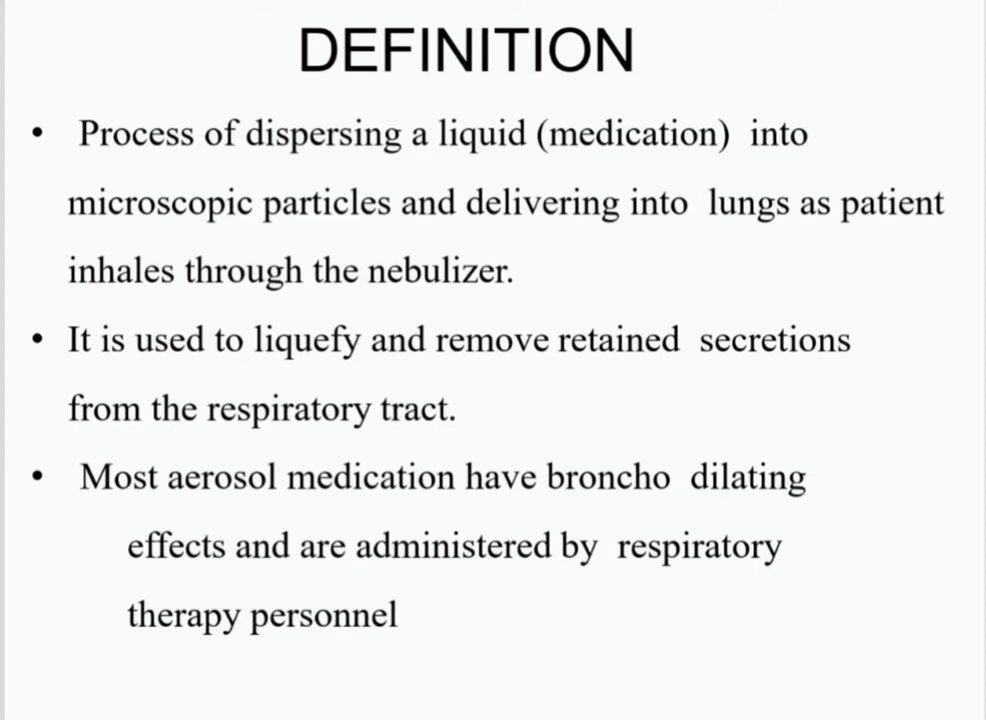 DEFINITION
• Process of dispersing a liquid (medication) into
microscopic particles and delivering into lungs as patient
inhales through the nebulizer.
• It is used to liquefy and remove retained secretions
from the respiratory tract.
• Most aerosol medication have broncho dilating
effects and are administered by respiratory
therapy personnel